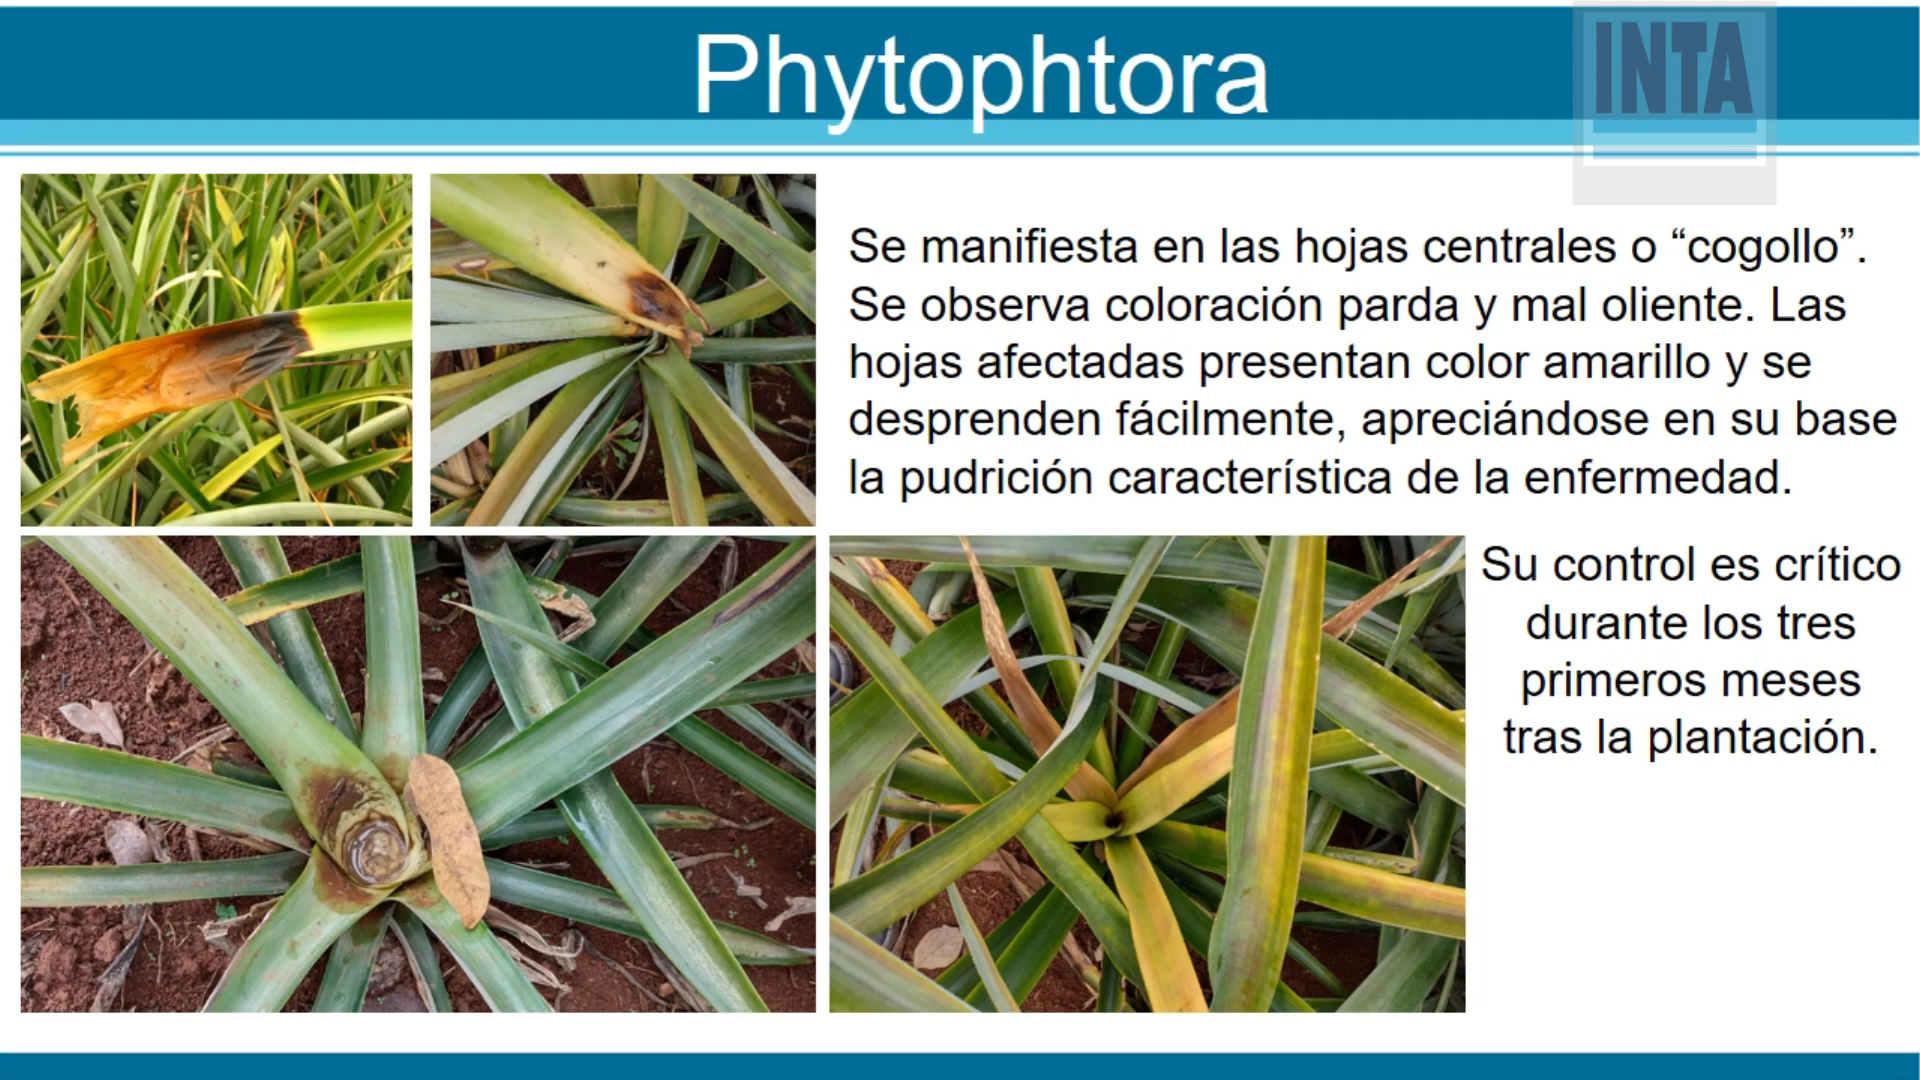 Phytophtora
INTA
Se manifiesta en las hojas centrales o “cogollo”.
Se observa coloración parda y mal oliente. Las
hojas afectadas presentan color amarillo y se
desprenden fácilmente, apreciándose en su base
la pudrición característica de la enfermedad.
Su control es crítico
durante los tres
primeros meses
tras la plantación.